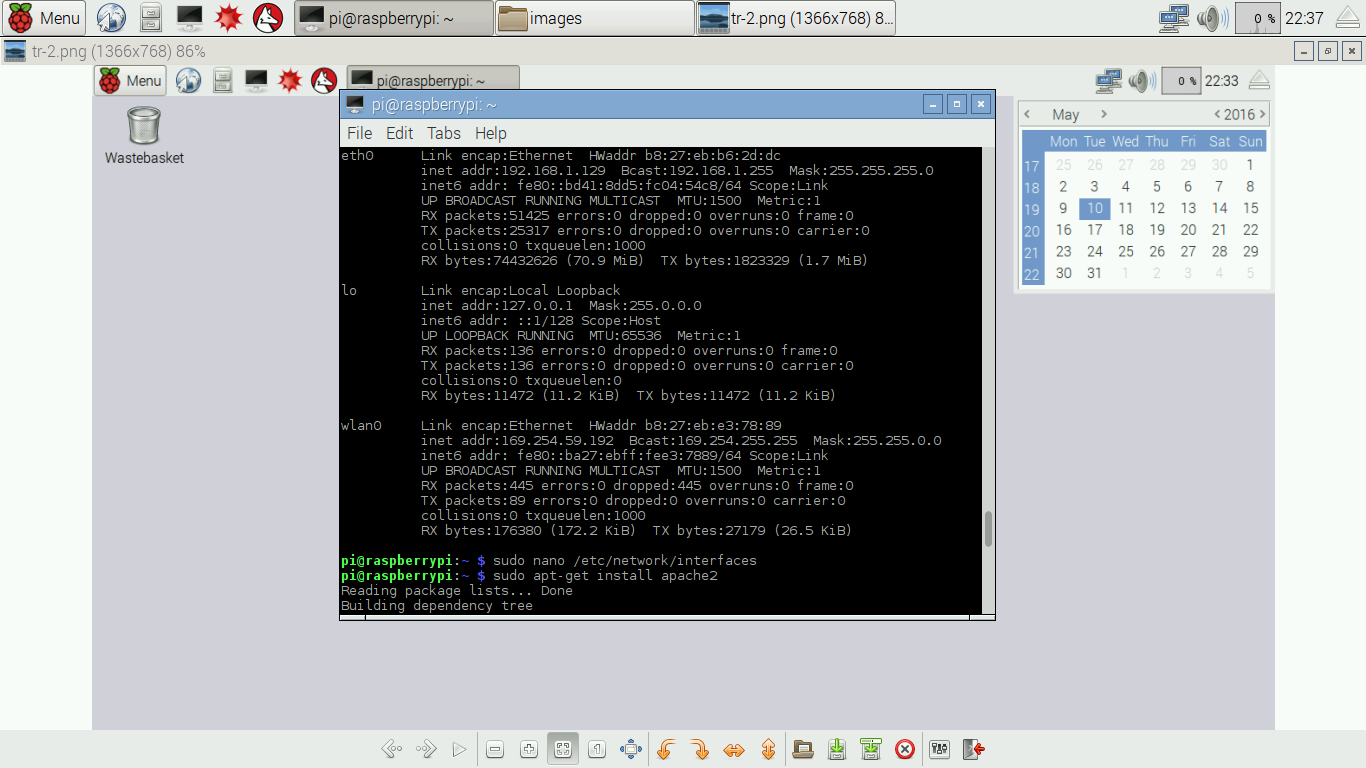 Menu pi@raspberrypi: ~ images tr-2.png (1366x768) 8... 0 % 22:37
tr-2.png (1366x768) 86%
Menu pi@raspberrypi: ~ 0 % 22:33
Wastebasket
pi@raspberrypi: ~
File Edit Tabs Help
eth0 Link encap:Ethernet HWaddr b8:27:eb:b6:2d:dc
inet addr:192.168.1.129 Bcast:192.168.1.255 Mask:255.255.255.0
inet6 addr: fe80::bd41:8dd5:fc04:54c8/64 Scope:Link
UP BROADCAST RUNNING MULTICAST MTU:1500 Metric:1
RX packets:51425 errors:0 dropped:0 overruns:0 frame:0
TX packets:25317 errors:0 dropped:0 overruns:0 carrier:0
collisions:0 txqueuelen:1000
RX bytes:74432626 (70.9 MiB) TX bytes:1823329 (1.7 MiB)
lo Link encap:Local Loopback
inet addr:127.0.0.1 Mask:255.0.0.0
inet6 addr: ::1/128 Scope:Host
UP LOOPBACK RUNNING MTU:65536 Metric:1
RX packets:136 errors:0 dropped:0 overruns:0 frame:0
TX packets:136 errors:0 dropped:0 overruns:0 carrier:0
collisions:0 txqueuelen:0
RX bytes:11472 (11.2 KiB) TX bytes:11472 (11.2 KiB)
wlan0 Link encap:Ethernet HWaddr b8:27:eb:e3:78:89
inet addr:169.254.59.192 Bcast:169.254.255.255 Mask:255.255.0.0
inet6 addr: fe80::ba27:ebff:fee3:7889/64 Scope:Link
UP BROADCAST RUNNING MULTICAST MTU:1500 Metric:1
RX packets:445 errors:0 dropped:445 overruns:0 frame:0
TX packets:89 errors:0 dropped:0 overruns:0 carrier:0
collisions:0 txqueuelen:1000
RX bytes:176380 (172.2 KiB) TX bytes:27179 (26.5 KiB)
pi@raspberrypi:~ $ sudo nano /etc/network/interfaces
pi@raspberrypi:~ $ sudo apt-get install apache2
Reading package lists... Done
Building dependency tree
May 2016
Mon Tue Wed Thu Fri Sat Sun
17 25 26 27 28 29 30 1
18 2 3 4 5 6 7 8
19 9 10 11 12 13 14 15
20 16 17 18 19 20 21 22
21 23 24 25 26 27 28 29
22 30 31 1 2 3 4 5
1